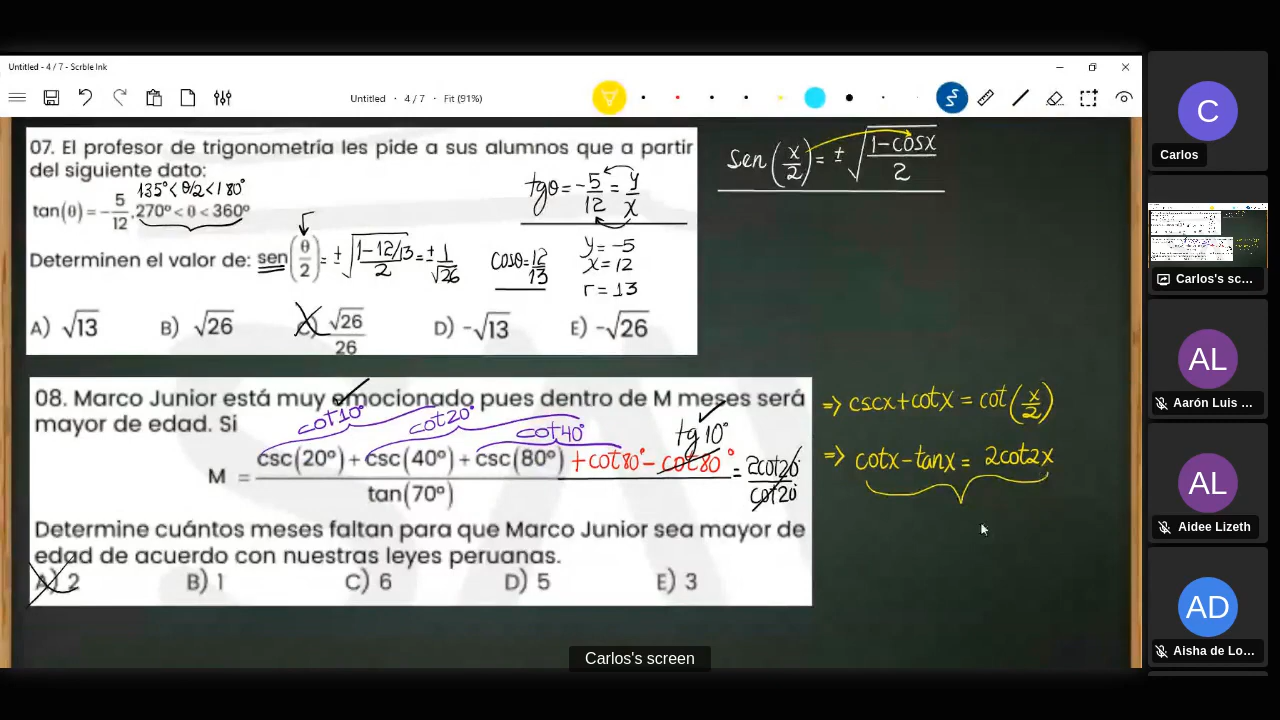 Untitled - 4 / 7 - Scrble Ink
Untitled • 4 / 7 • Fit (91%)
07. El profesor de trigonometría les pide a sus alumnos que a partir
del siguiente dato:
135° < θ/2 < 180°
tan(θ) = -5/12, 270° < θ < 360°
tgθ = -5/12 = y/x
Determinen el valor de: sen(θ/2) = ±√((1-12/13)/2) = ±1/√26
cosθ = 12/13
y = -5
x = 12
r = 13
A) √13 B) √26 C) √26/26 D) -√13 E) -√26
sen(x/2) = ±√((1-cosx)/2)
08. Marco Junior está muy emocionado pues dentro de M meses será
mayor de edad. Si
cot10° cot20° cot40° tg10°
M = (csc(20°) + csc(40°) + csc(80°) + cot80° - cot80°)/tan(70°) = 2cot20°/cot20°
Determine cuántos meses faltan para que Marco Junior sea mayor de
edad de acuerdo con nuestras leyes peruanas.
A) 2 B) 1 C) 6 D) 5 E) 3
⇒ cscx + cotx = cot(x/2)
⇒ cotx - tanx = 2cot2x
Carlos's screen
C
Carlos
Carlos's sc...
AL
Aarón Luis ...
AL
Aidee Lizeth
AD
Aisha de Lo...